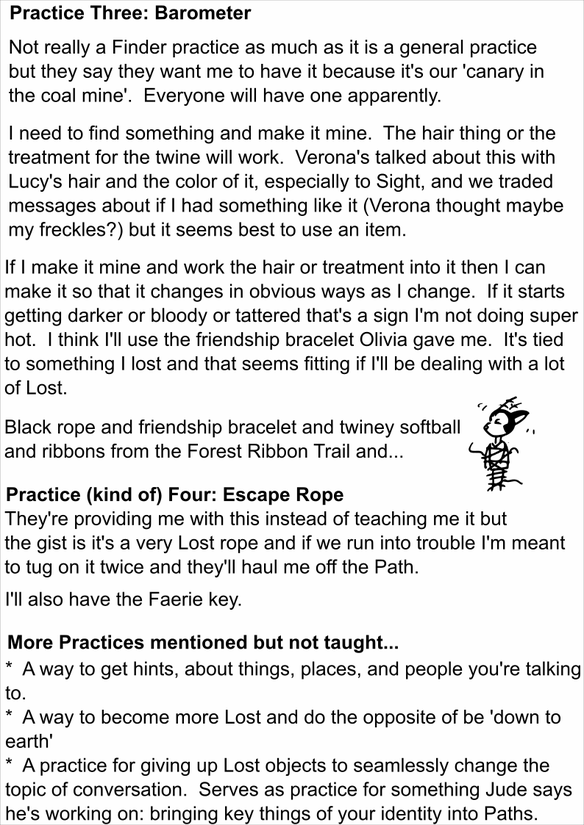 Practice Three: Barometer
Not really a Finder practice as much as it is a general practice
but they say they want me to have it because it's our 'canary in
the coal mine'.  Everyone will have one apparently.
I need to find something and make it mine.  The hair thing or the
treatment for the twine will work.  Verona's talked about this with
Lucy's hair and the color of it, especially to Sight, and we traded
messages about if I had something like it (Verona thought maybe
my freckles?) but it seems best to use an item.
If I make it mine and work the hair or treatment into it then I can
make it so that it changes in obvious ways as I change.  If it starts
getting darker or bloody or tattered that's a sign I'm not doing super
hot.  I think I'll use the friendship bracelet Olivia gave me.  It's tied
to something I lost and that seems fitting if I'll be dealing with a lot
of Lost.
Black rope and friendship bracelet and twiney softball
and ribbons from the Forest Ribbon Trail and...
Practice (kind of) Four: Escape Rope
They're providing me with this instead of teaching me it but
the gist is it's a very Lost rope and if we run into trouble I'm meant
to tug on it twice and they'll haul me off the Path.
I'll also have the Faerie key.
More Practices mentioned but not taught...
*  A way to get hints, about things, places, and people you're talking
to.
*  A way to become more Lost and do the opposite of be 'down to
earth'
*  A practice for giving up Lost objects to seamlessly change the
topic of conversation.  Serves as practice for something Jude says
he's working on: bringing key things of your identity into Paths.